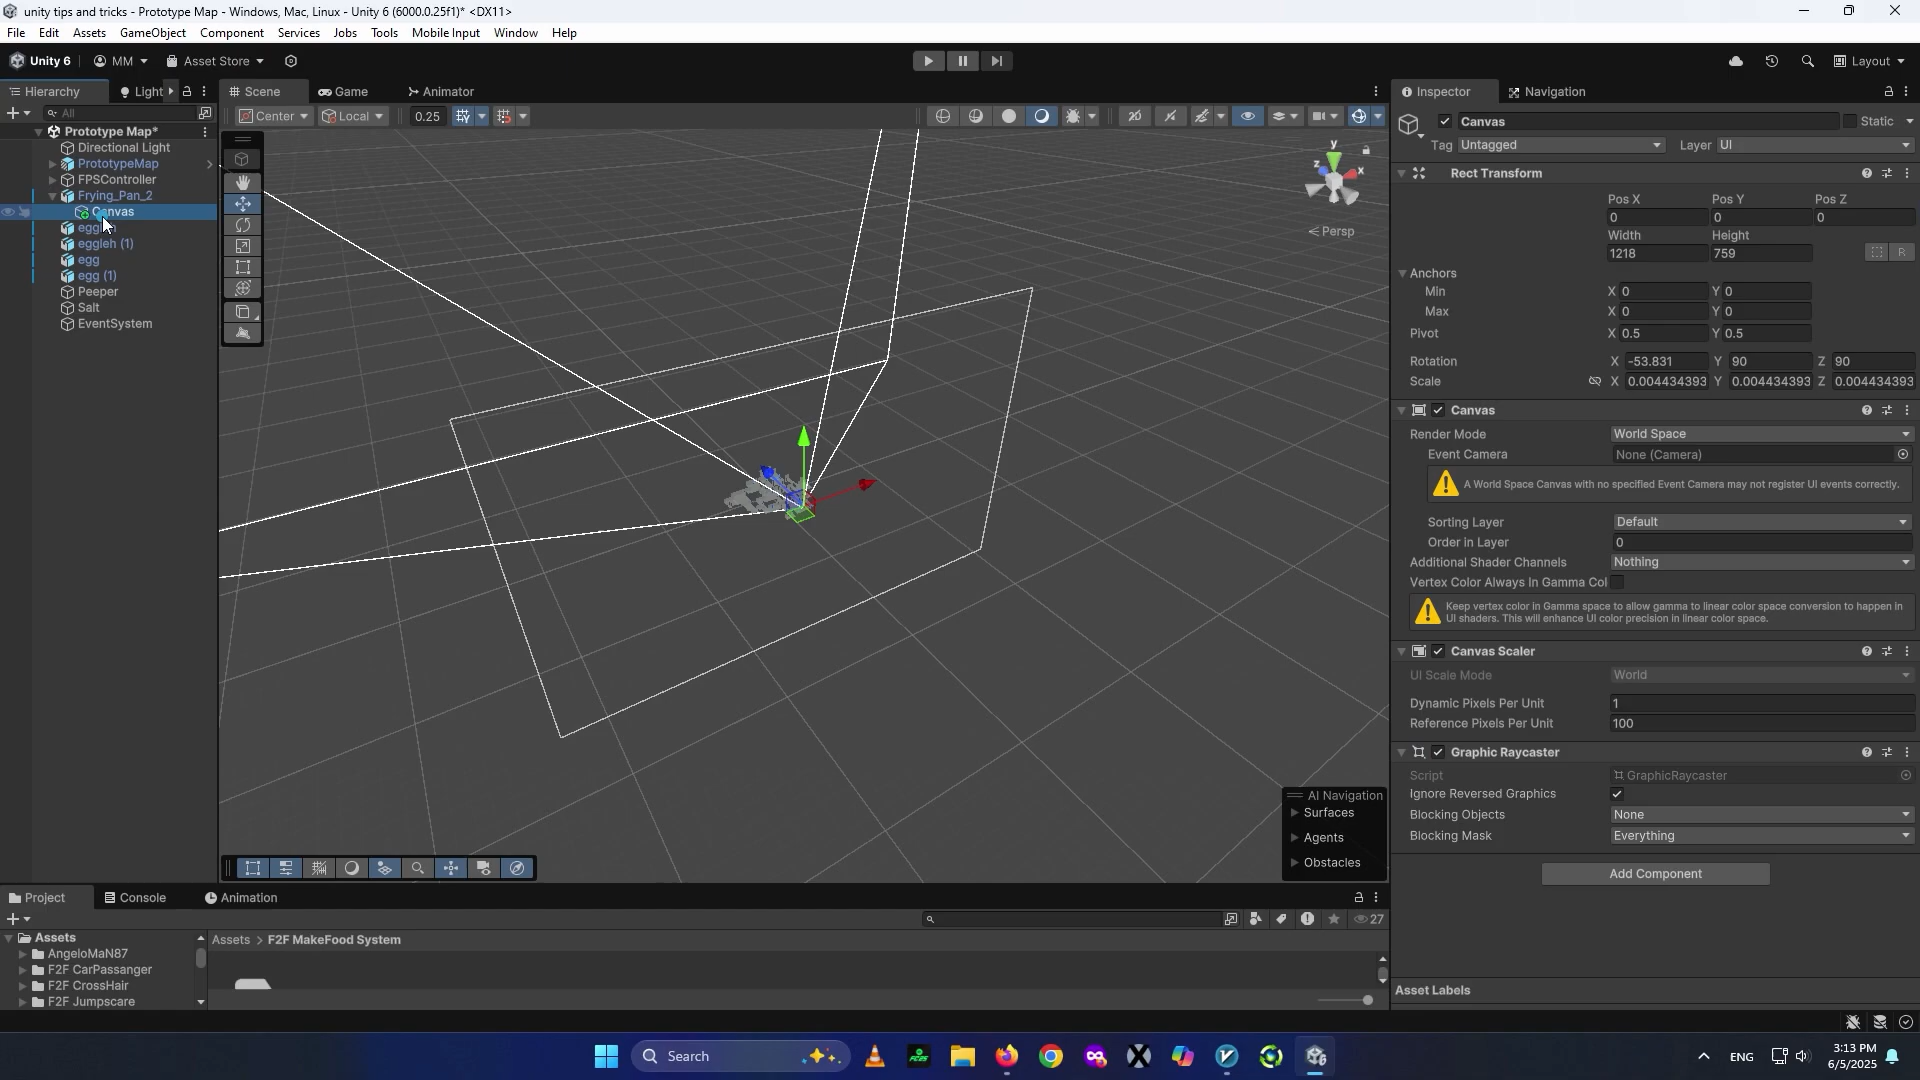 unity tips and tricks - Prototype Map - Windows, Mac, Linux - Unity 6 (6000.0.25f1)* <DX11>
File Edit Assets GameObject Component Services Jobs Tools Mobile Input Window Help
Unity 6 MM Asset Store Layout
Hierarchy Light Scene Game Animator Inspector Navigation
All Center Local 0.25 2D Canvas Static
Prototype Map* Tag Untagged Layer UI
Directional Light
PrototypeMap Rect Transform
FPSController
Frying_Pan_2 Pos X Pos Y Pos Z
Canvas 0 0 0
eggleh (1) Width Height
1218 759 R
egg Anchors
egg (1) Min X 0 Y 0
Peeper Max X 0 Y 0
Salt Pivot X 0.5 Y 0.5
EventSystem
y z x
Persp
Rotation X -53.831 Y 90 Z 90
Scale X 0.004434393 Y 0.004434393 Z 0.004434393
Canvas
Render Mode World Space
Event Camera None (Camera)
A World Space Canvas with no specified Event Camera may not register UI events correctly.
Sorting Layer Default
Order in Layer 0
Additional Shader Channels Nothing
Vertex Color Always In Gamma Col
Keep vertex color in Gamma space to allow gamma to linear color space conversion to happen in
UI shaders. This will enhance UI color precision in linear color space.
Canvas Scaler
UI Scale Mode World
Dynamic Pixels Per Unit 1
Reference Pixels Per Unit 100
Graphic Raycaster
Script GraphicRaycaster
Ignore Reversed Graphics
Blocking Objects None
Blocking Mask Everything
Add Component
Asset Labels
AI Navigation
Surfaces
Agents
Obstacles
Project Console Animation
27
Assets Assets > F2F MakeFood System
AngeloMaN87
F2F CarPassanger
F2F CrossHair
F2F Jumpscare
Search ENG 3:13 PM
6/5/2025